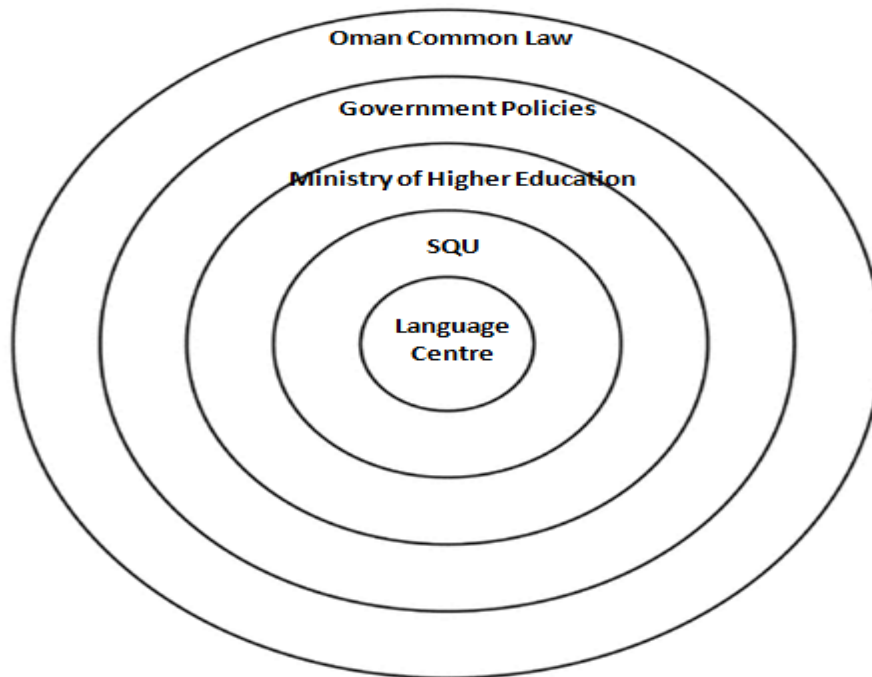 Oman Common Law
Government Policies
Ministry of Higher Education
SQU
Language
Centre